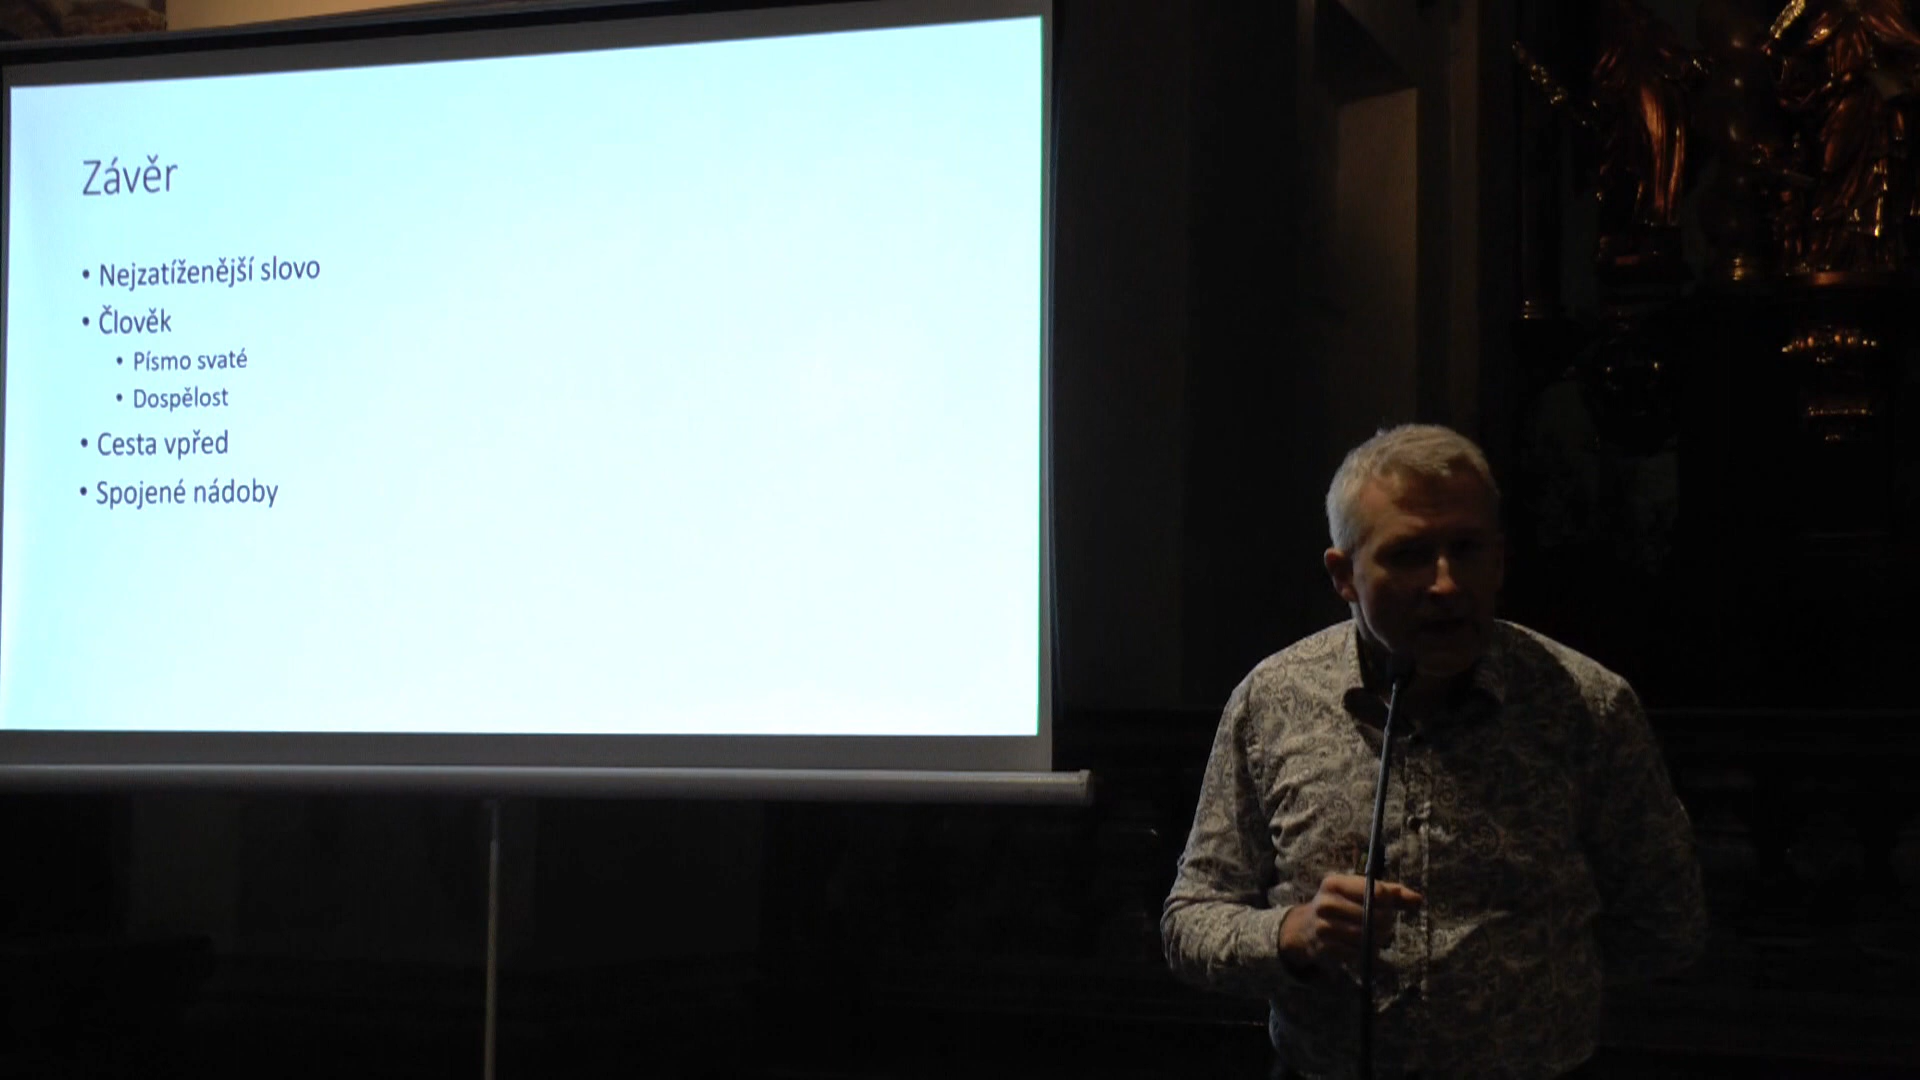 Závěr
• Nejzatíženější slovo
• Člověk
• Písmo svaté
• Dospělost
• Cesta vpřed
• Spojené nádoby